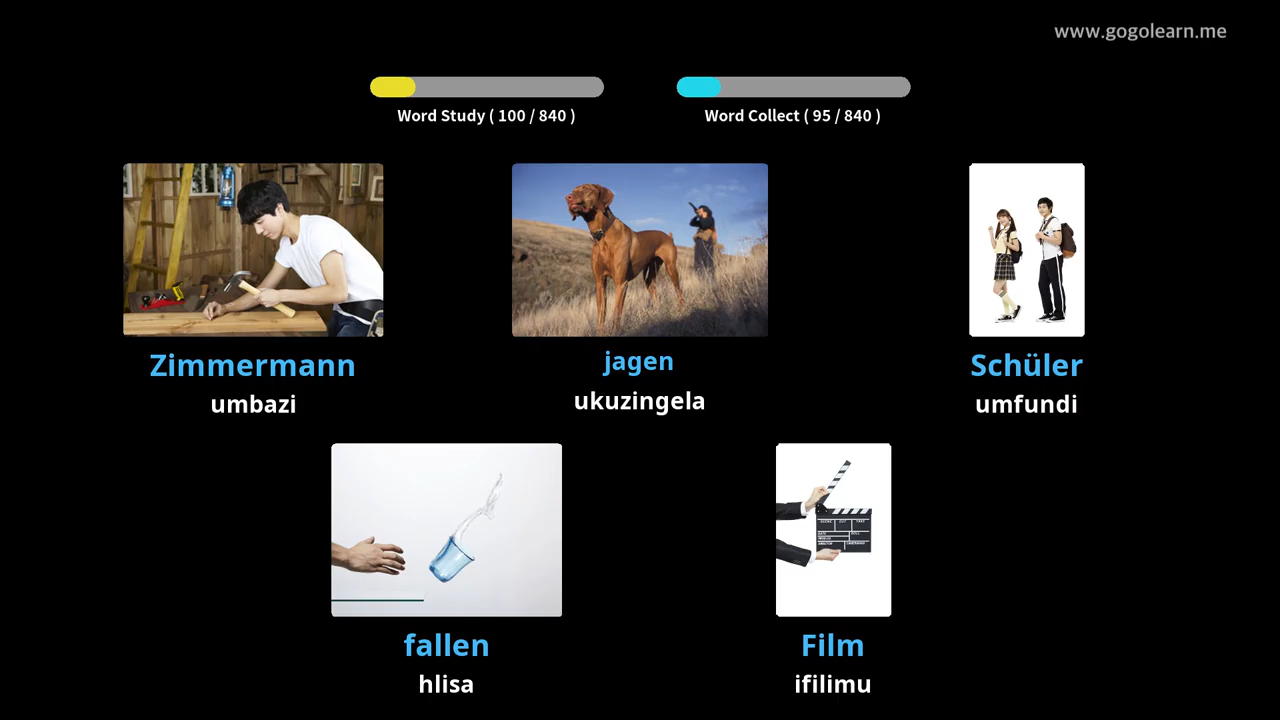 www.gogolearn.me
Word Study ( 100 / 840 )
Word Collect ( 95 / 840 )
Zimmermann
umbazi
jagen
ukuzingela
Schüler
umfundi
fallen
hlisa
Film
ifilimu